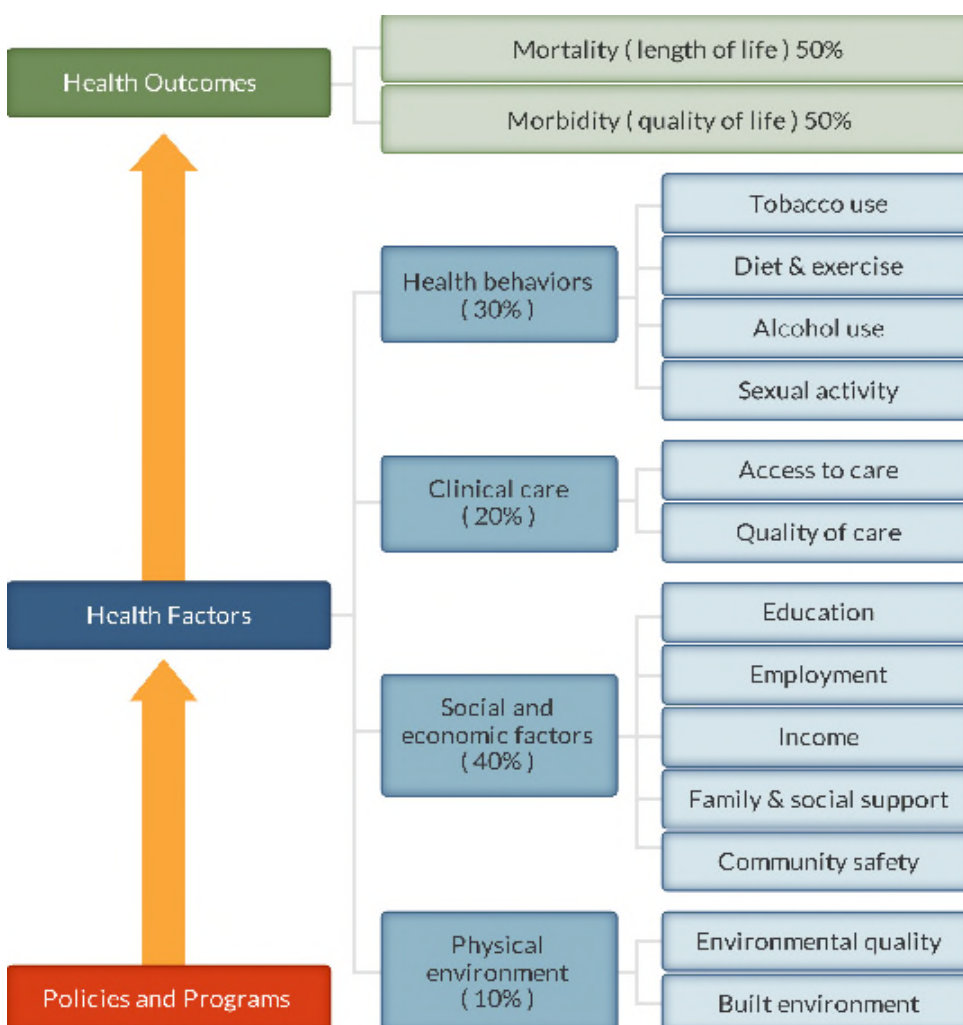 Health Outcomes
Mortality ( length of life ) 50%
Morbidity ( quality of life ) 50%
Health Factors
Health behaviors
( 30% )
Tobacco use
Diet & exercise
Alcohol use
Sexual activity
Clinical care
( 20% )
Access to care
Quality of care
Social and
economic factors
( 40% )
Education
Employment
Income
Family & social support
Community safety
Physical
environment
( 10% )
Environmental quality
Built environment
Policies and Programs